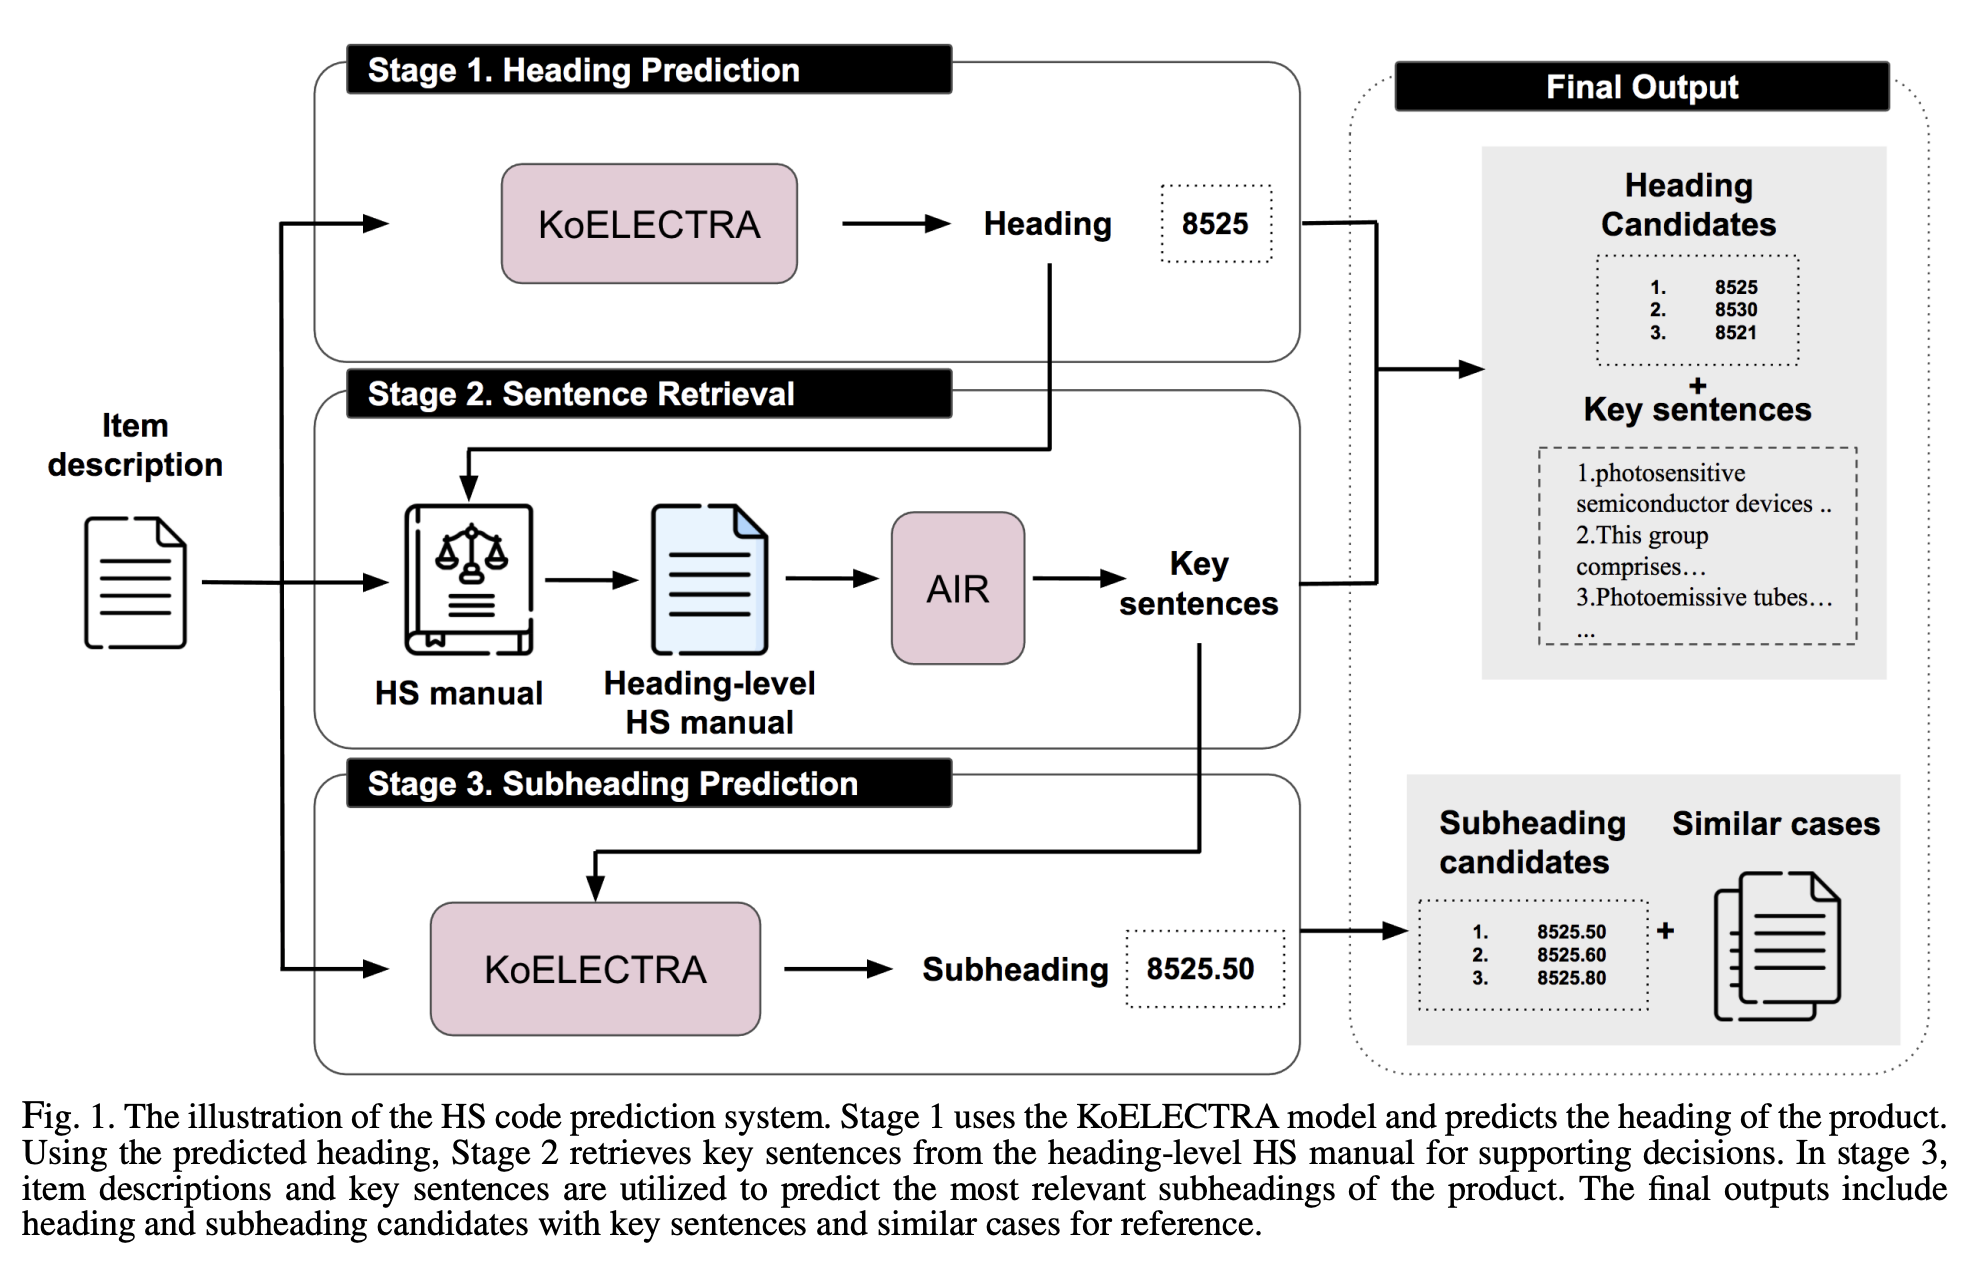 Stage 1. Heading Prediction
KoELECTRA
Heading
8525
Item
description
Stage 2. Sentence Retrieval
HS manual
Heading-level
HS manual
AIR
Key
sentences
Stage 3. Subheading Prediction
KoELECTRA
Subheading
8525.50
Final Output
Heading
Candidates
1. 8525
2. 8530
3. 8521
+
Key sentences
1.photosensitive
semiconductor devices ..
2.This group
comprises…
3.Photoemissive tubes…
...
Subheading
candidates
1. 8525.50
2. 8525.60
3. 8525.80
+
Similar cases
Fig. 1. The illustration of the HS code prediction system. Stage 1 uses the KoELECTRA model and predicts the heading of the product.
Using the predicted heading, Stage 2 retrieves key sentences from the heading-level HS manual for supporting decisions. In stage 3,
item descriptions and key sentences are utilized to predict the most relevant subheadings of the product. The final outputs include
heading and subheading candidates with key sentences and similar cases for reference.